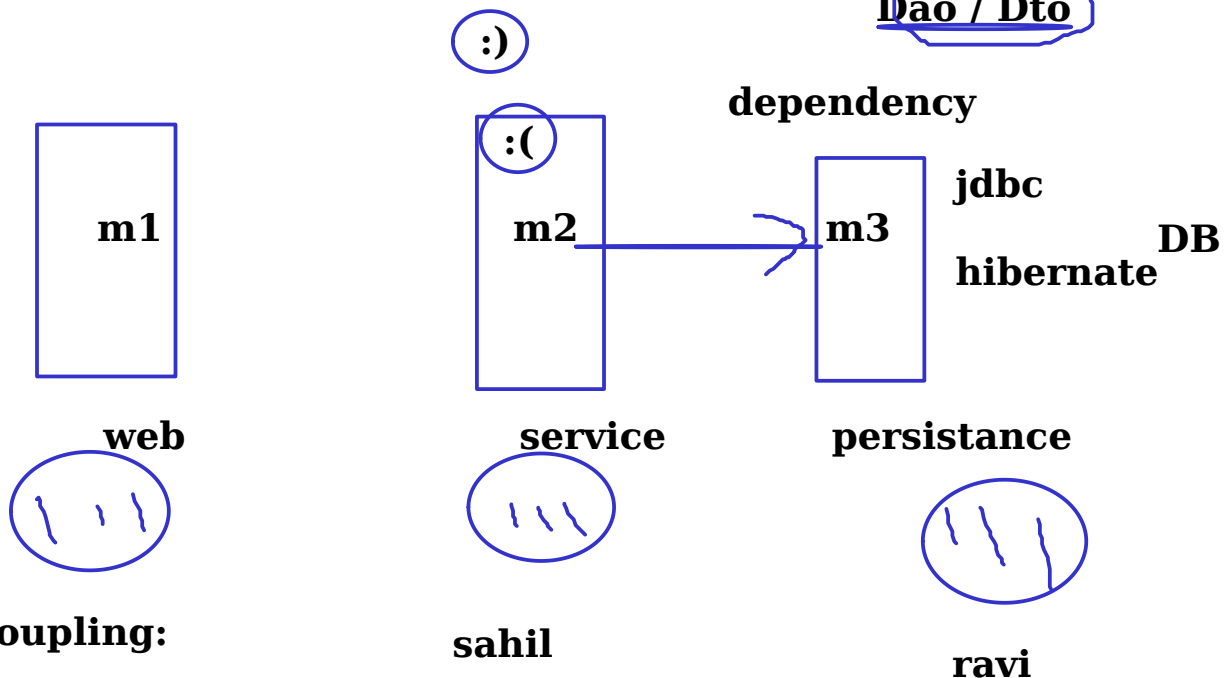 Dao / Dto
:)
dependency
:(
jdbc
m1
m2
m3
DB
hibernate
web
service
persistance
oupling:
sahil
ravi